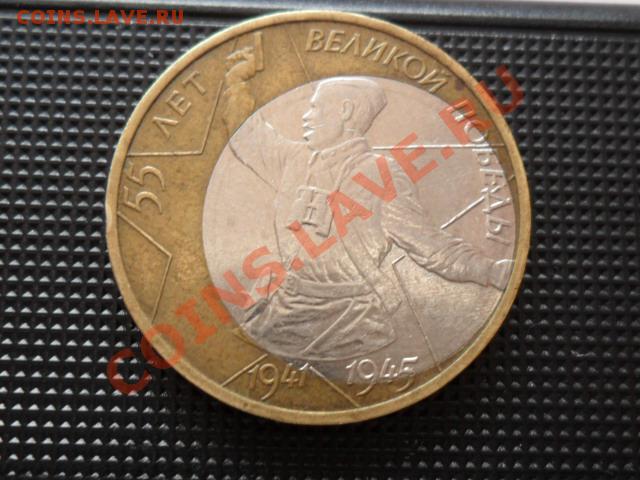 COINS.LAVE.RU
55 ЛЕТ ВЕЛИКОЙ ПОБЕДЫ
1941 1945
COINS.LAVE.RU